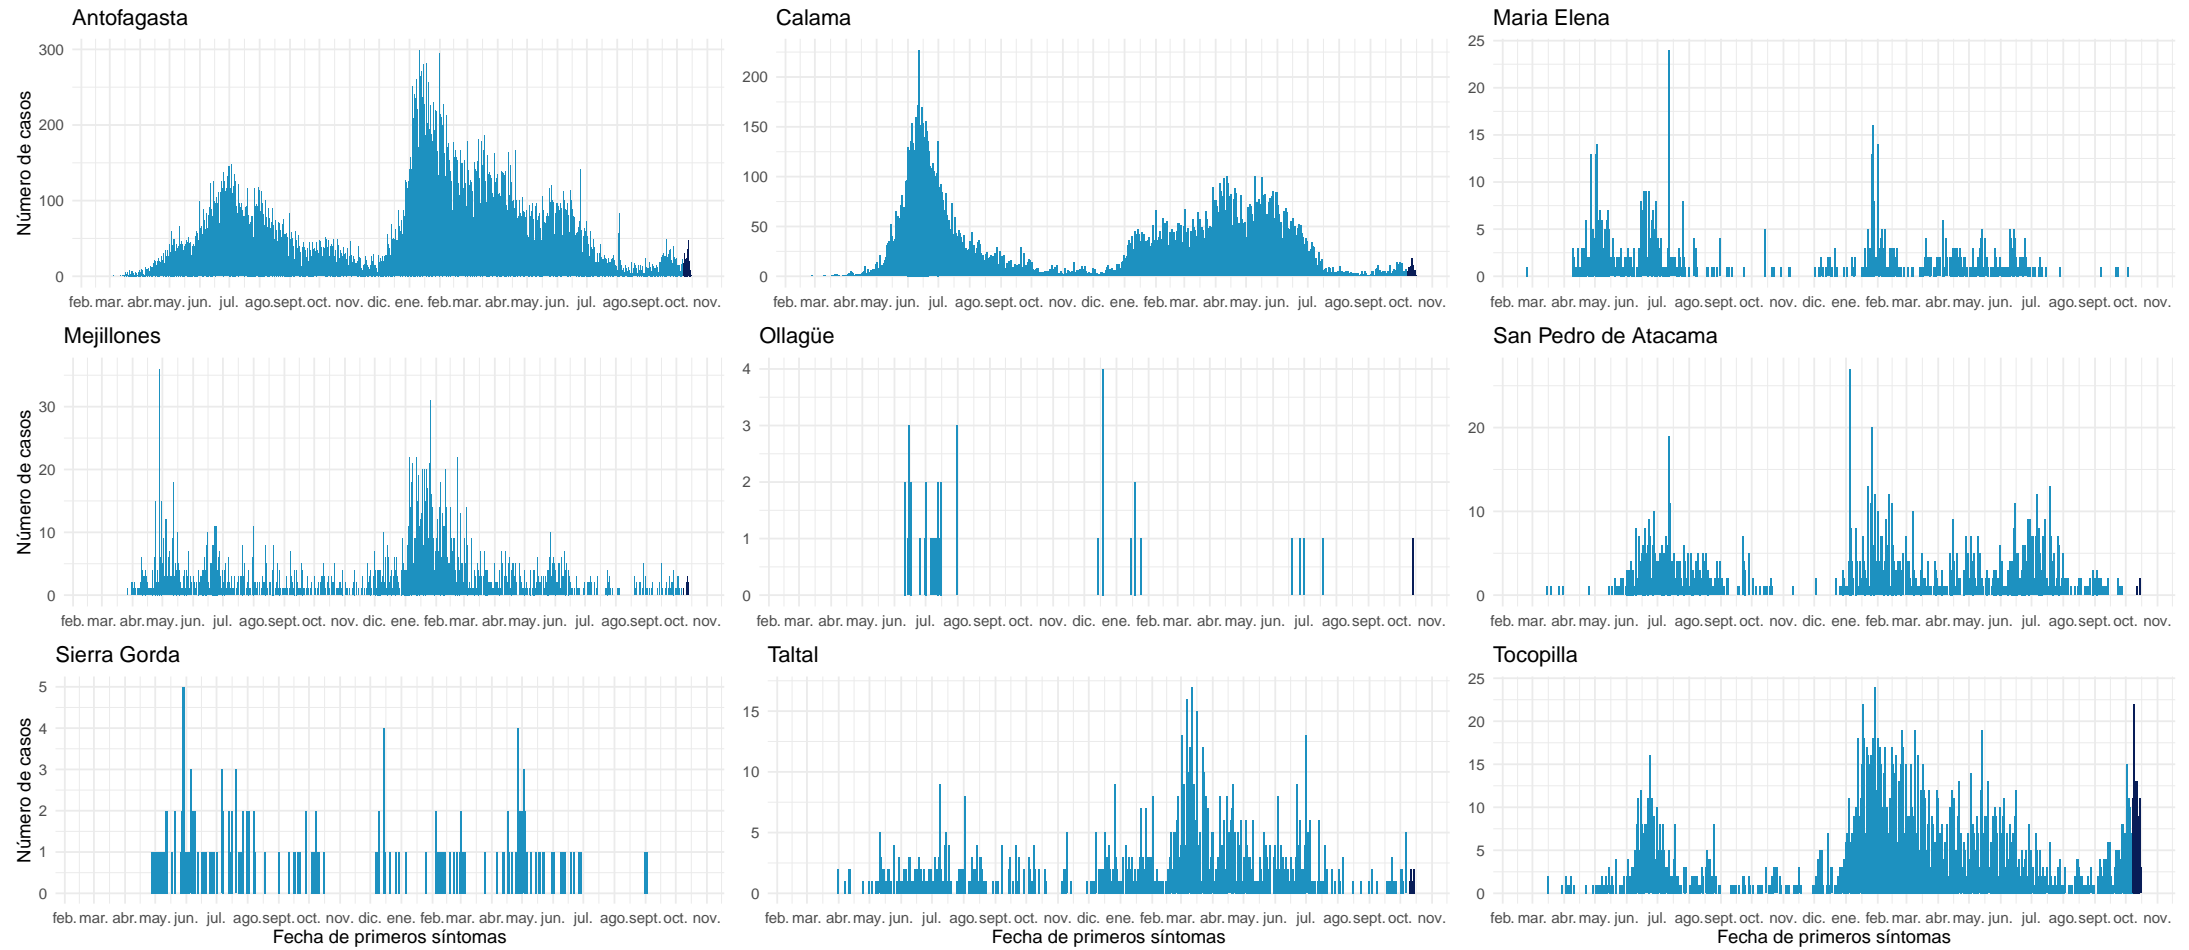 Antofagasta
Calama
Maria Elena
Número de casos
300
200
100
0
200
150
100
50
0
25
20
15
10
5
0
feb. mar. abr. may. jun. jul. ago. sept. oct. nov. dic. ene. feb. mar. abr. may. jun. jul. ago. sept. oct. nov.
feb. mar. abr. may. jun. jul. ago. sept. oct. nov. dic. ene. feb. mar. abr. may. jun. jul. ago. sept. oct. nov.
feb. mar. abr. may. jun. jul. ago. sept. oct. nov. dic. ene. feb. mar. abr. may. jun. jul. ago. sept. oct. nov.
Mejillones
Ollagüe
San Pedro de Atacama
Número de casos
30
20
10
0
4
3
2
1
0
20
10
0
feb. mar. abr. may. jun. jul. ago. sept. oct. nov. dic. ene. feb. mar. abr. may. jun. jul. ago. sept. oct. nov.
feb. mar. abr. may. jun. jul. ago. sept. oct. nov. dic. ene. feb. mar. abr. may. jun. jul. ago. sept. oct. nov.
feb. mar. abr. may. jun. jul. ago. sept. oct. nov. dic. ene. feb. mar. abr. may. jun. jul. ago. sept. oct. nov.
Sierra Gorda
Taltal
Tocopilla
Número de casos
5
4
3
2
1
0
15
10
5
0
25
20
15
10
5
0
feb. mar. abr. may. jun. jul. ago. sept. oct. nov. dic. ene. feb. mar. abr. may. jun. jul. ago. sept. oct. nov.
feb. mar. abr. may. jun. jul. ago. sept. oct. nov. dic. ene. feb. mar. abr. may. jun. jul. ago. sept. oct. nov.
feb. mar. abr. may. jun. jul. ago. sept. oct. nov. dic. ene. feb. mar. abr. may. jun. jul. ago. sept. oct. nov.
Fecha de primeros síntomas
Fecha de primeros síntomas
Fecha de primeros síntomas